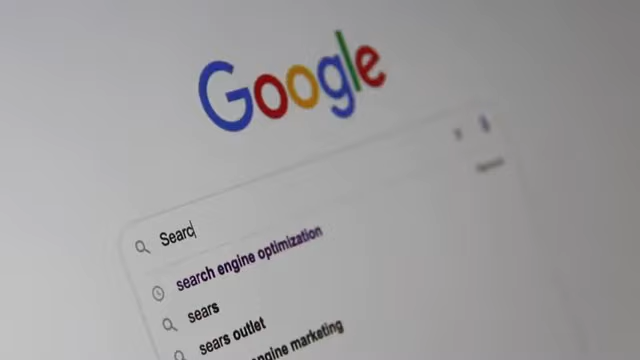 Google
Searc
search engine optimization
sears
sears outlet
engine marketing